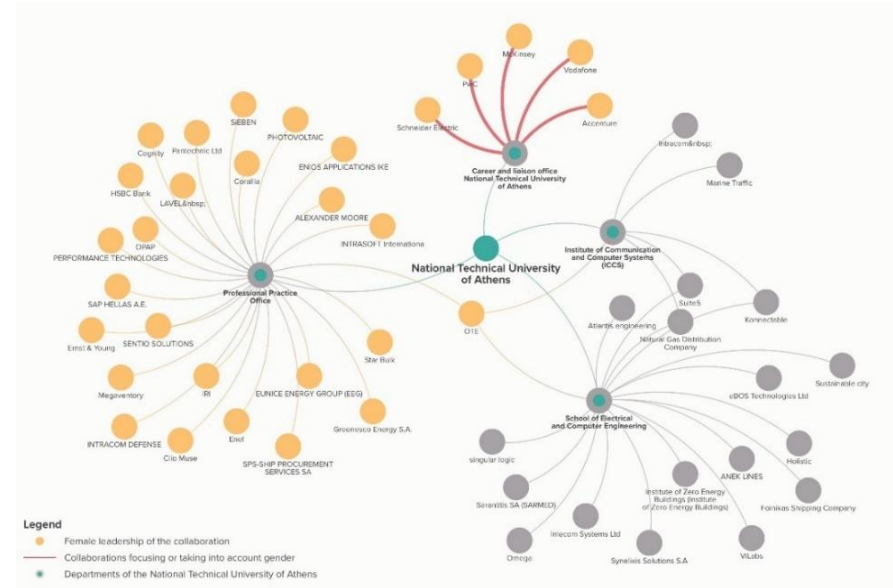 McKinsey
Vodafone
PwC
Accenture
Schneider Electric
Career and liaison office
National Technical University
of Athens
SIEBEN
PHOTOVOLTAIC
Cognity
Pintechnic Ltd
ENIOS APPLICATIONS IKE
Corallia
HSBC Bank
LAVEL&nbsp;
ALEXANDER MOORE
INTRASOFT Internationa
OPAP
PERFORMANCE TECHNOLOGIES
Professional Practice
Office
SAP HELLAS A.E.
Ernst & Young
SENTIO SOLUTIONS
Star Bulk
Megaventory
IRI
EUNICE ENERGY GROUP (EEG)
Greenesco Energy S.A.
INTRACOM DEFENSE
Clio Muse
Enel
SPS-SHIP PROCUREMENT
SERVICES SA
National Technical University
of Athens
OTE
Intracom&nbsp;
Marine Traffic
Institute of Communication
and Computer Systems
(ICCS)
Suite5
Konnectable
Atlantis engineering
Natural Gas Distribution
Company
Sustainable city
eBOS Technologies Ltd
School of Electrical
and Computer Engineering
singular logic
Holistic
ANEK LINES
Institute of Zero Energy
Buildings (Institute
of Zero Energy Buildings)
Sarantitis SA (SARMED)
Fornikas Shipping Company
Intecom Systems Ltd
Omega
Synelixis Solutions S.A
ViLabs
Legend
Female leadership of the collaboration
Collaborations focusing or taking into account gender
Departments of the National Technical University of Athens